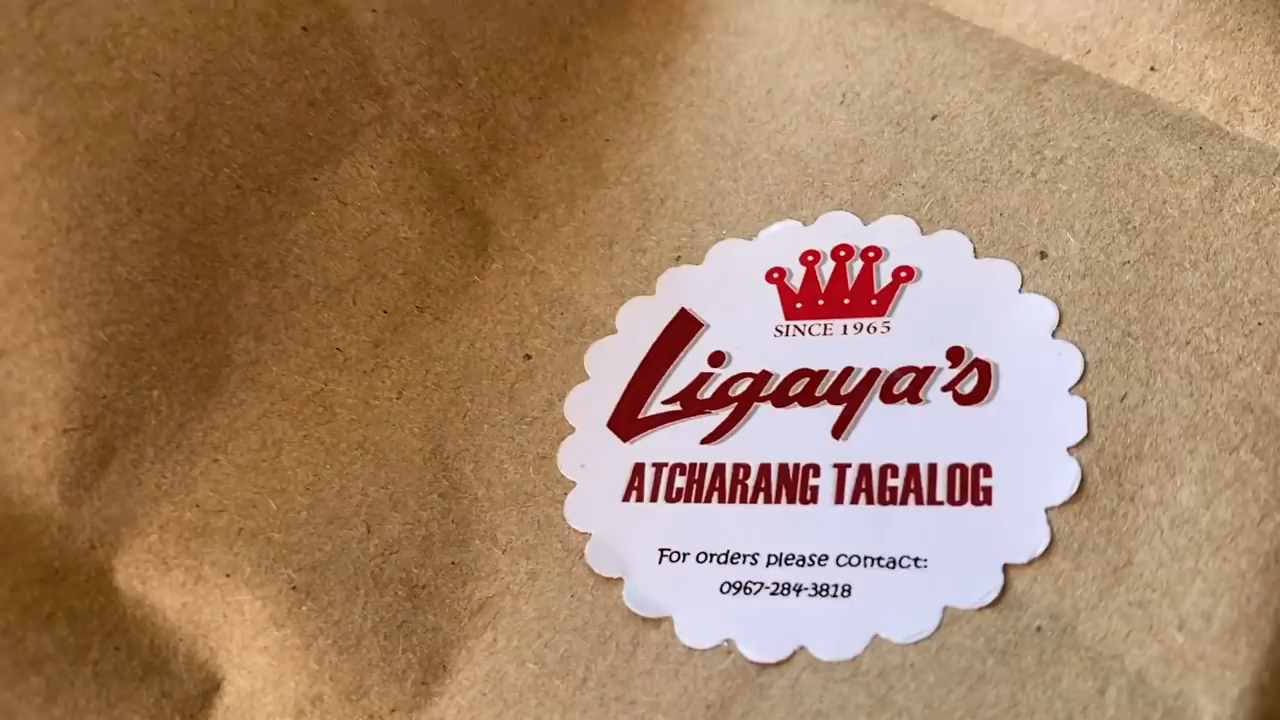 SINCE 1965
Ligaya's
ATCHARANG TAGALOG
For orders please contact:
0967-284-3818